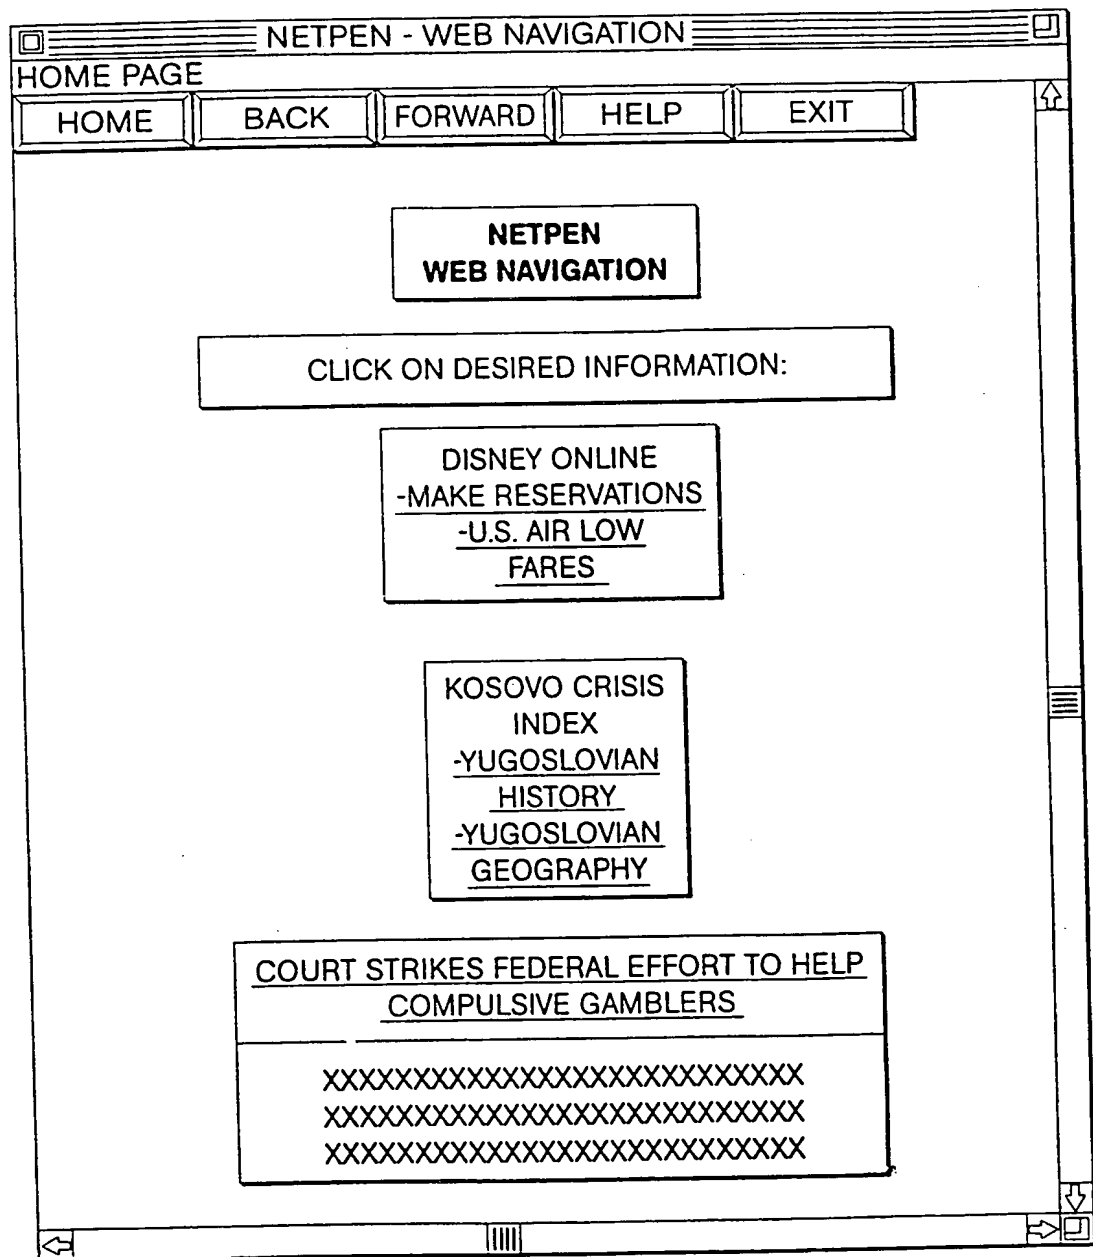 NETPEN - WEB NAVIGATION
HOME PAGE
HOME BACK FORWARD HELP EXIT
NETPEN
WEB NAVIGATION
CLICK ON DESIRED INFORMATION:
DISNEY ONLINE
-MAKE RESERVATIONS
-U.S. AIR LOW
FARES
KOSOVO CRISIS
INDEX
-YUGOSLOVIAN
HISTORY
-YUGOSLOVIAN
GEOGRAPHY
COURT STRIKES FEDERAL EFFORT TO HELP
COMPULSIVE GAMBLERS
XXXXXXXXXXXXXXXXXXXXXXXXXXX
XXXXXXXXXXXXXXXXXXXXXXXXXXX
XXXXXXXXXXXXXXXXXXXXXXXXXXX